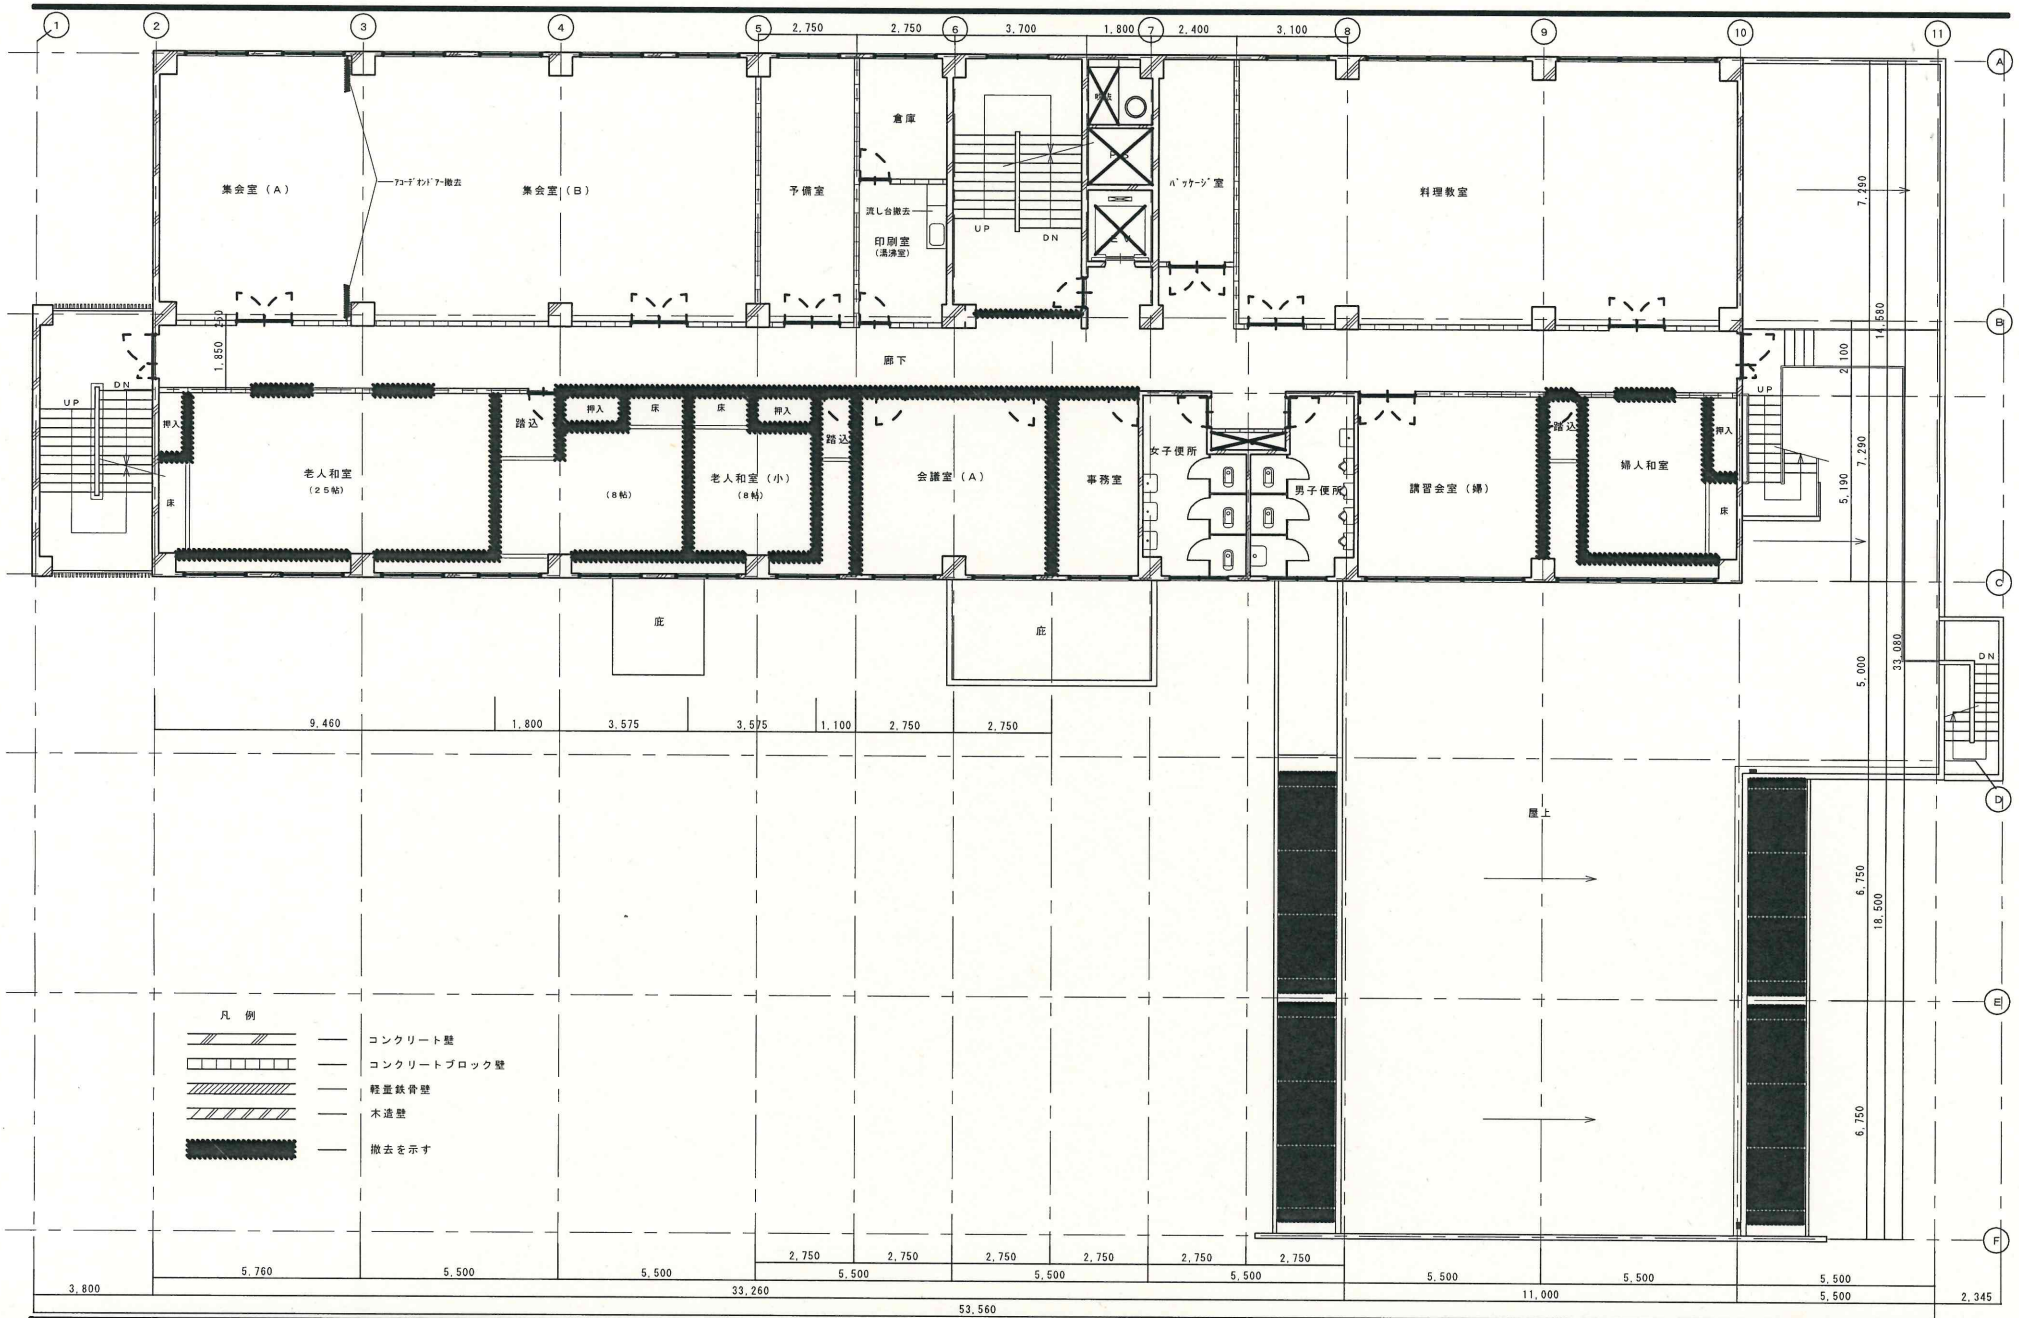 1
2
3
4
5
6
7
8
9
10
11
2,750
2,750
3,700
1,800
2,400
3,100
A
B
C
D
E
F
集会室（A）
アコーデオンドアー撤去
集会室（B）
予備室
倉庫
流し台撤去
印刷室
（湯沸室）
UP
DN
PS
EV
パッケージ室
料理教室
7,290
14,580
250
1,850
廊下
2,100
DN
UP
UP
押入
老人和室
（25帖）
床
踏込
押入
床
（8帖）
床
押入
老人和室（小）
（8帖）
踏込
会議室（A）
事務室
女子便所
男子便所
講習会室（婦）
踏込
婦人和室
押入
床
7,290
5,190
庇
庇
DN
5,000
33,080
9,460
1,800
3,575
3,575
1,100
2,750
2,750
屋上
6,750
18,500
6,750
凡 例
コンクリート壁
コンクリートブロック壁
軽量鉄骨壁
木造壁
撤去を示す
2,750
2,750
2,750
2,750
2,750
2,750
5,760
5,500
5,500
5,500
5,500
5,500
5,500
5,500
5,500
3,800
33,260
11,000
5,500
2,345
53,560